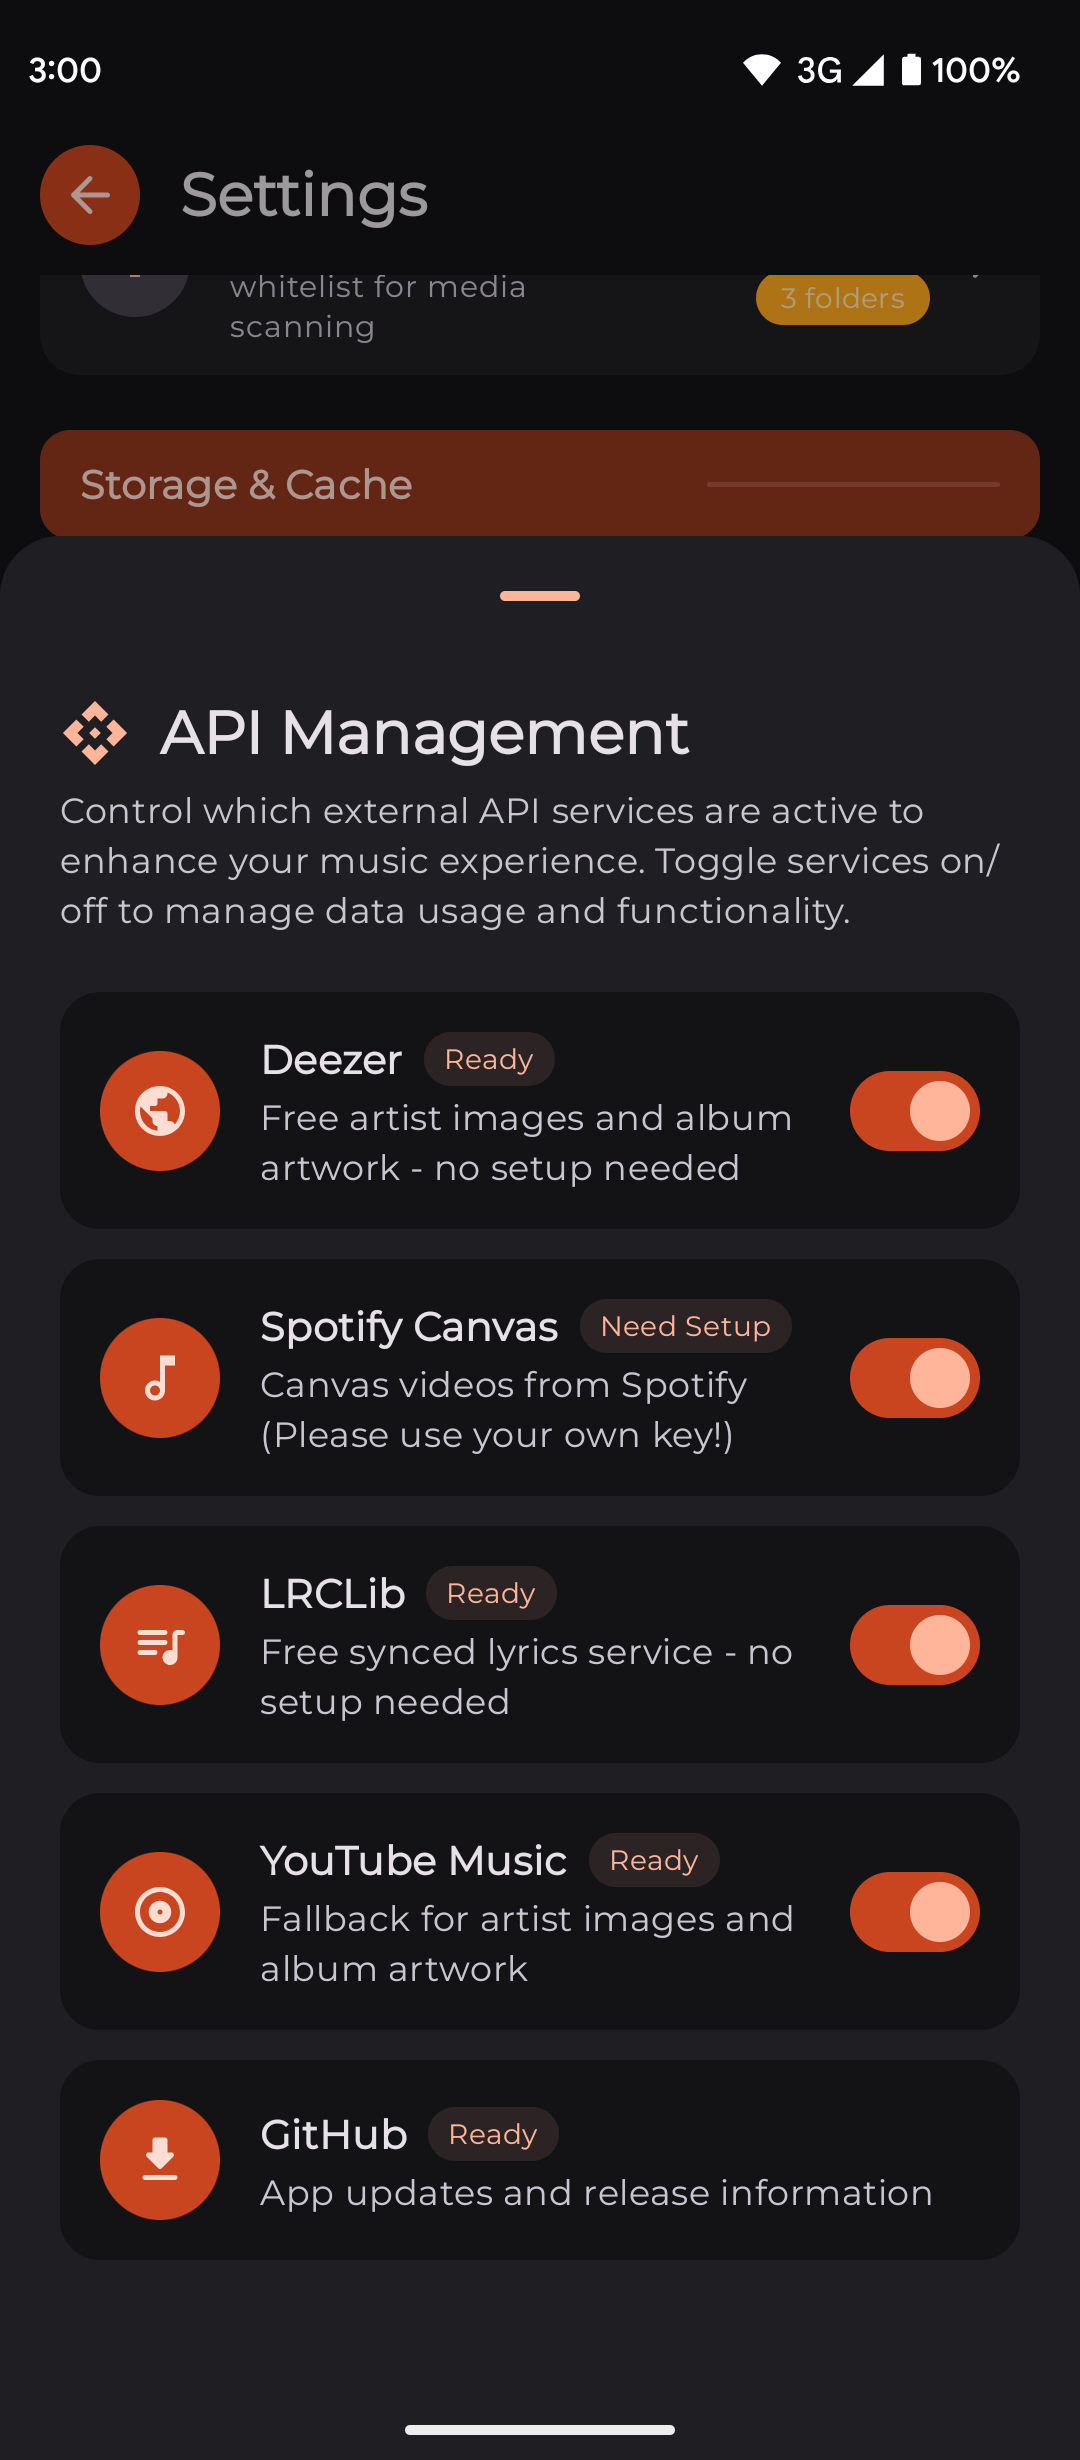 3:00
3G 100%
Settings
whitelist for media
scanning
3 folders
Storage & Cache
API Management
Control which external API services are active to
enhance your music experience. Toggle services on/
off to manage data usage and functionality.
Deezer Ready
Free artist images and album
artwork - no setup needed
Spotify Canvas Need Setup
Canvas videos from Spotify
(Please use your own key!)
LRCLib Ready
Free synced lyrics service - no
setup needed
YouTube Music Ready
Fallback for artist images and
album artwork
GitHub Ready
App updates and release information